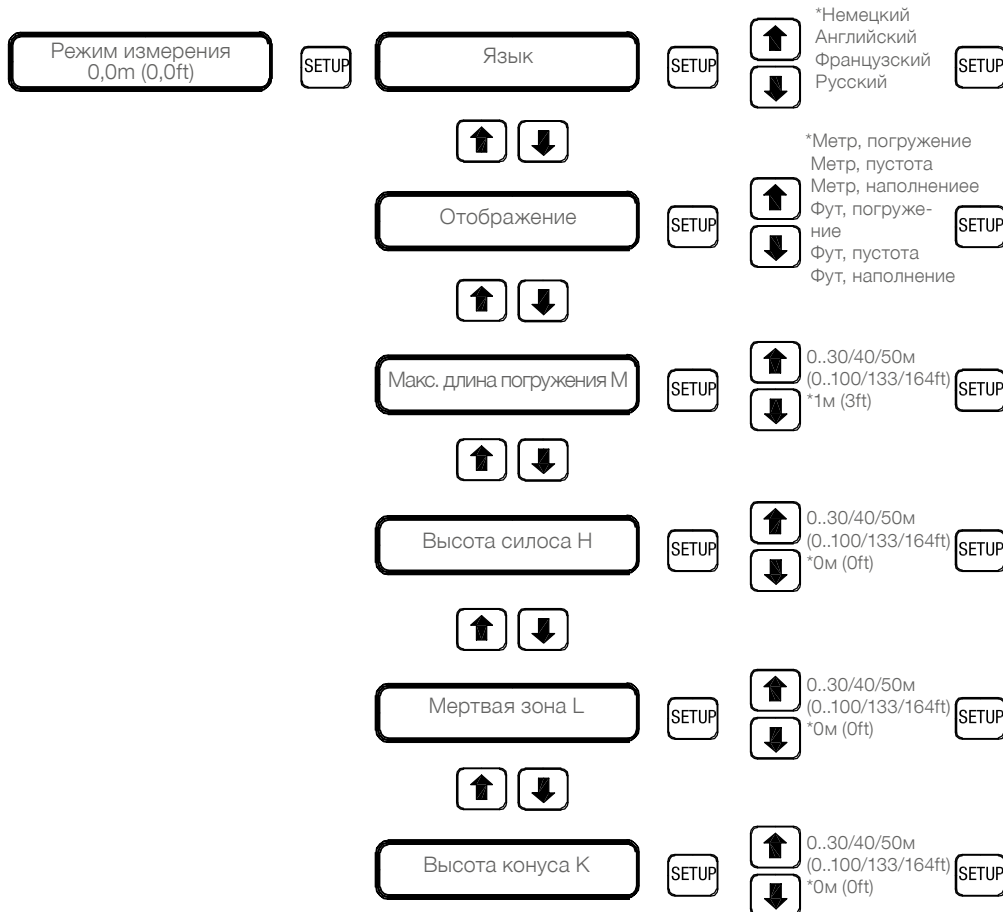 Режим измерения
0,0m (0,0ft)
SETUP
Язык
SETUP
*Немецкий
Английский
Французский
Русский
SETUP
Отображение
SETUP
*Метр, погружение
Метр, пустота
Метр, наполнениее
Фут, погруже-
ние
Фут, пустота
Фут, наполнение
SETUP
Макс. длина погружения М
SETUP
0..30/40/50м
(0..100/133/164ft)
*1м (3ft)
SETUP
Высота силоса Н
SETUP
0..30/40/50м
(0..100/133/164ft)
*0м (0ft)
SETUP
Мертвая зона L
SETUP
0..30/40/50м
(0..100/133/164ft)
*0м (0ft)
SETUP
Высота конуса К
SETUP
0..30/40/50м
(0..100/133/164ft)
*0м (0ft)
SETUP